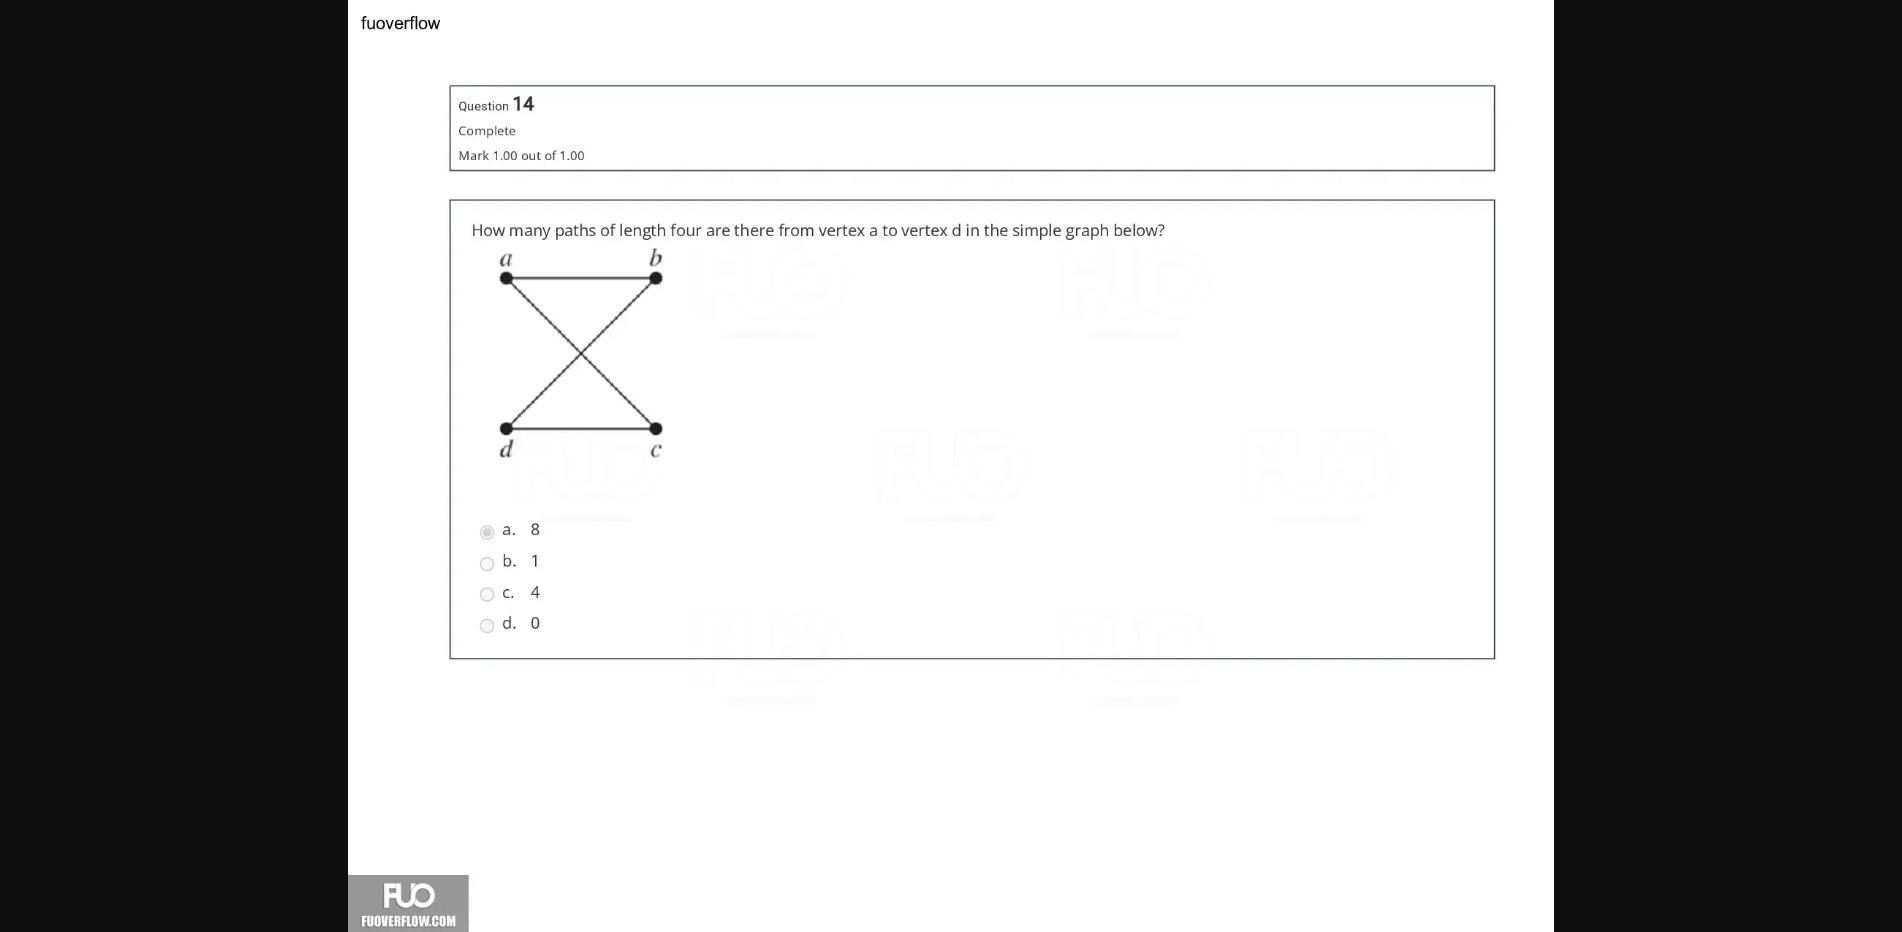 fuoverflow
Question 14
Complete
Mark 1.00 out of 1.00
How many paths of length four are there from vertex a to vertex d in the simple graph below?
a b
d c
a. 8
b. 1
c. 4
d. 0
FUO
FUOVERFLOW.COM